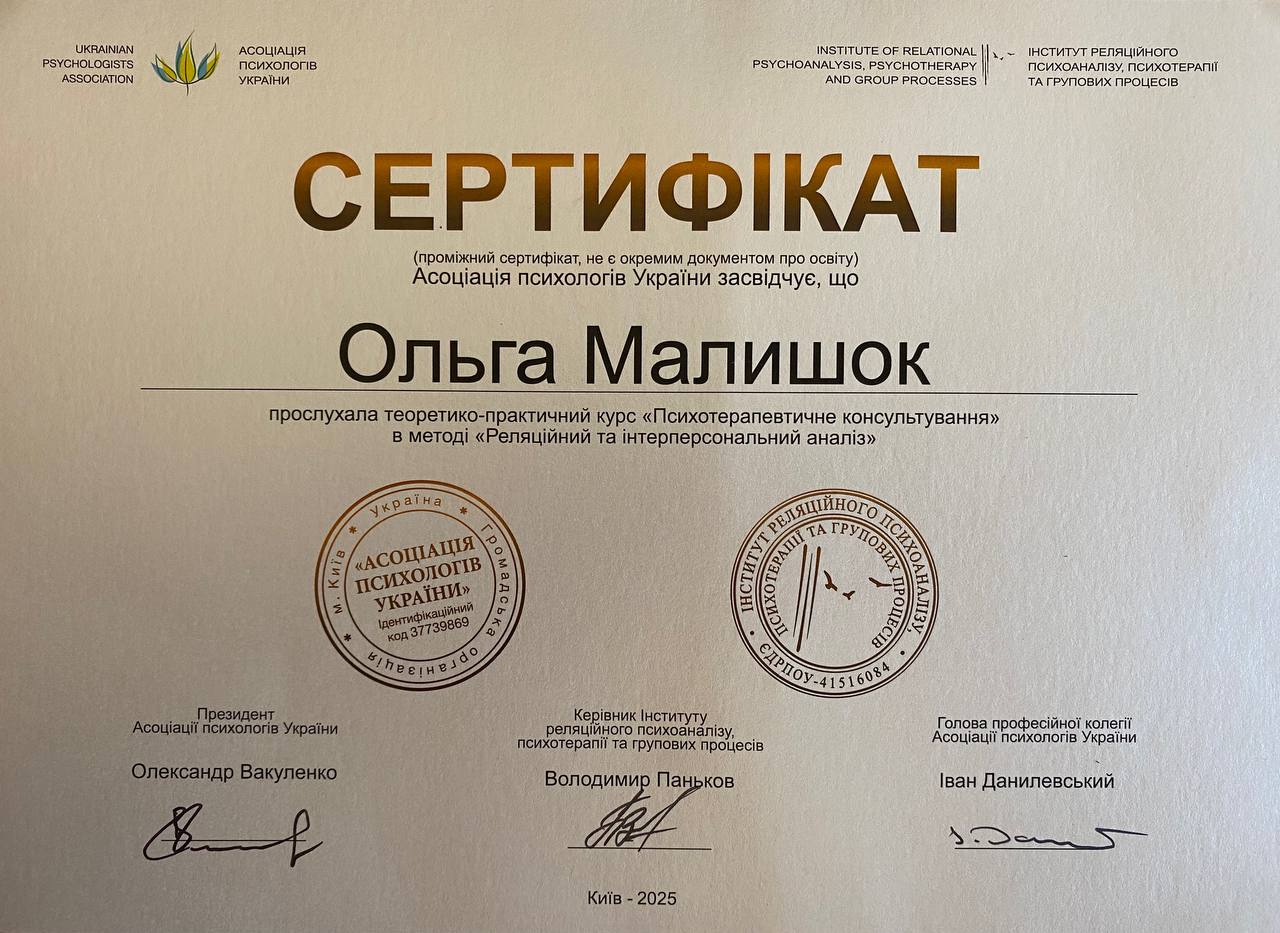 UKRAINIAN
PSYCHOLOGISTS
ASSOCIATION
АСОЦІАЦІЯ
ПСИХОЛОГІВ
УКРАЇНИ
INSTITUTE OF RELATIONAL
PSYCHOANALYSIS, PSYCHOTHERAPY
AND GROUP PROCESSES
ІНСТИТУТ РЕЛЯЦІЙНОГО
ПСИХОАНАЛІЗУ, ПСИХОТЕРАПІЇ
ТА ГРУПОВИХ ПРОЦЕСІВ
СЕРТИФІКАТ
(проміжний сертифікат, не є окремим документом про освіту)
Асоціація психологів України засвідчує, що
Ольга Малишок
прослухала теоретико-практичний курс «Психотерапевтичне консультування»
в методі «Реляційний та інтерперсональний аналіз»
м. Київ * Україна * Громадська організація *
«АСОЦІАЦІЯ
ПСИХОЛОГІВ
УКРАЇНИ»
Ідентифікаційний
код 37739869
ІНСТИТУТ РЕЛЯЦІЙНОГО ПСИХОАНАЛІЗУ,
ПСИХОТЕРАПІЇ ТА ГРУПОВИХ ПРОЦЕСІВ
• ЄДРПОУ-41516084 •
Президент
Асоціації психологів України
Олександр Вакуленко
Керівник Інституту
реляційного психоаналізу,
психотерапії та групових процесів
Володимир Паньков
Голова професійної колегії
Асоціації психологів України
Іван Данилевський
Київ - 2025